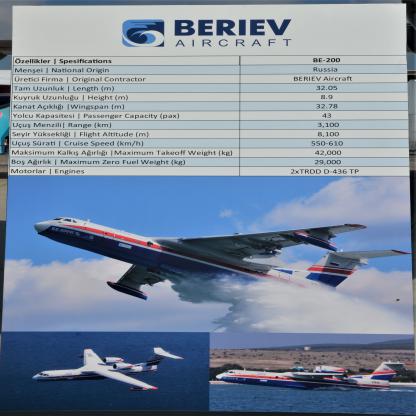 BERIEV
AIRCRAFT
Özellikler | Spesifications BE-200
Menşei | National Origin Russia
Üretici Firma | Original Contractor BERIEV Aircraft
Tam Uzunluk | Length (m) 32.05
Kuyruk Uzunluğu | Height (m) 8.9
Kanat Açıklığı |Wingspan (m) 32.78
Yolcu Kapasitesi | Passenger Capacity (pax) 43
Uçuş Menzili| Range (km) 3,100
Seyir Yüksekliği | Flight Altitude (m) 8,100
Uçuş Sürati | Cruise Speed (km/h) 550-610
Maksimum Kalkış Ağırlığı |Maximum Takeoff Weight (kg) 42,000
Boş Ağırlık | Maximum Zero Fuel Weight (kg) 29,000
Motorlar | Engines 2xTRDD D-436 TP